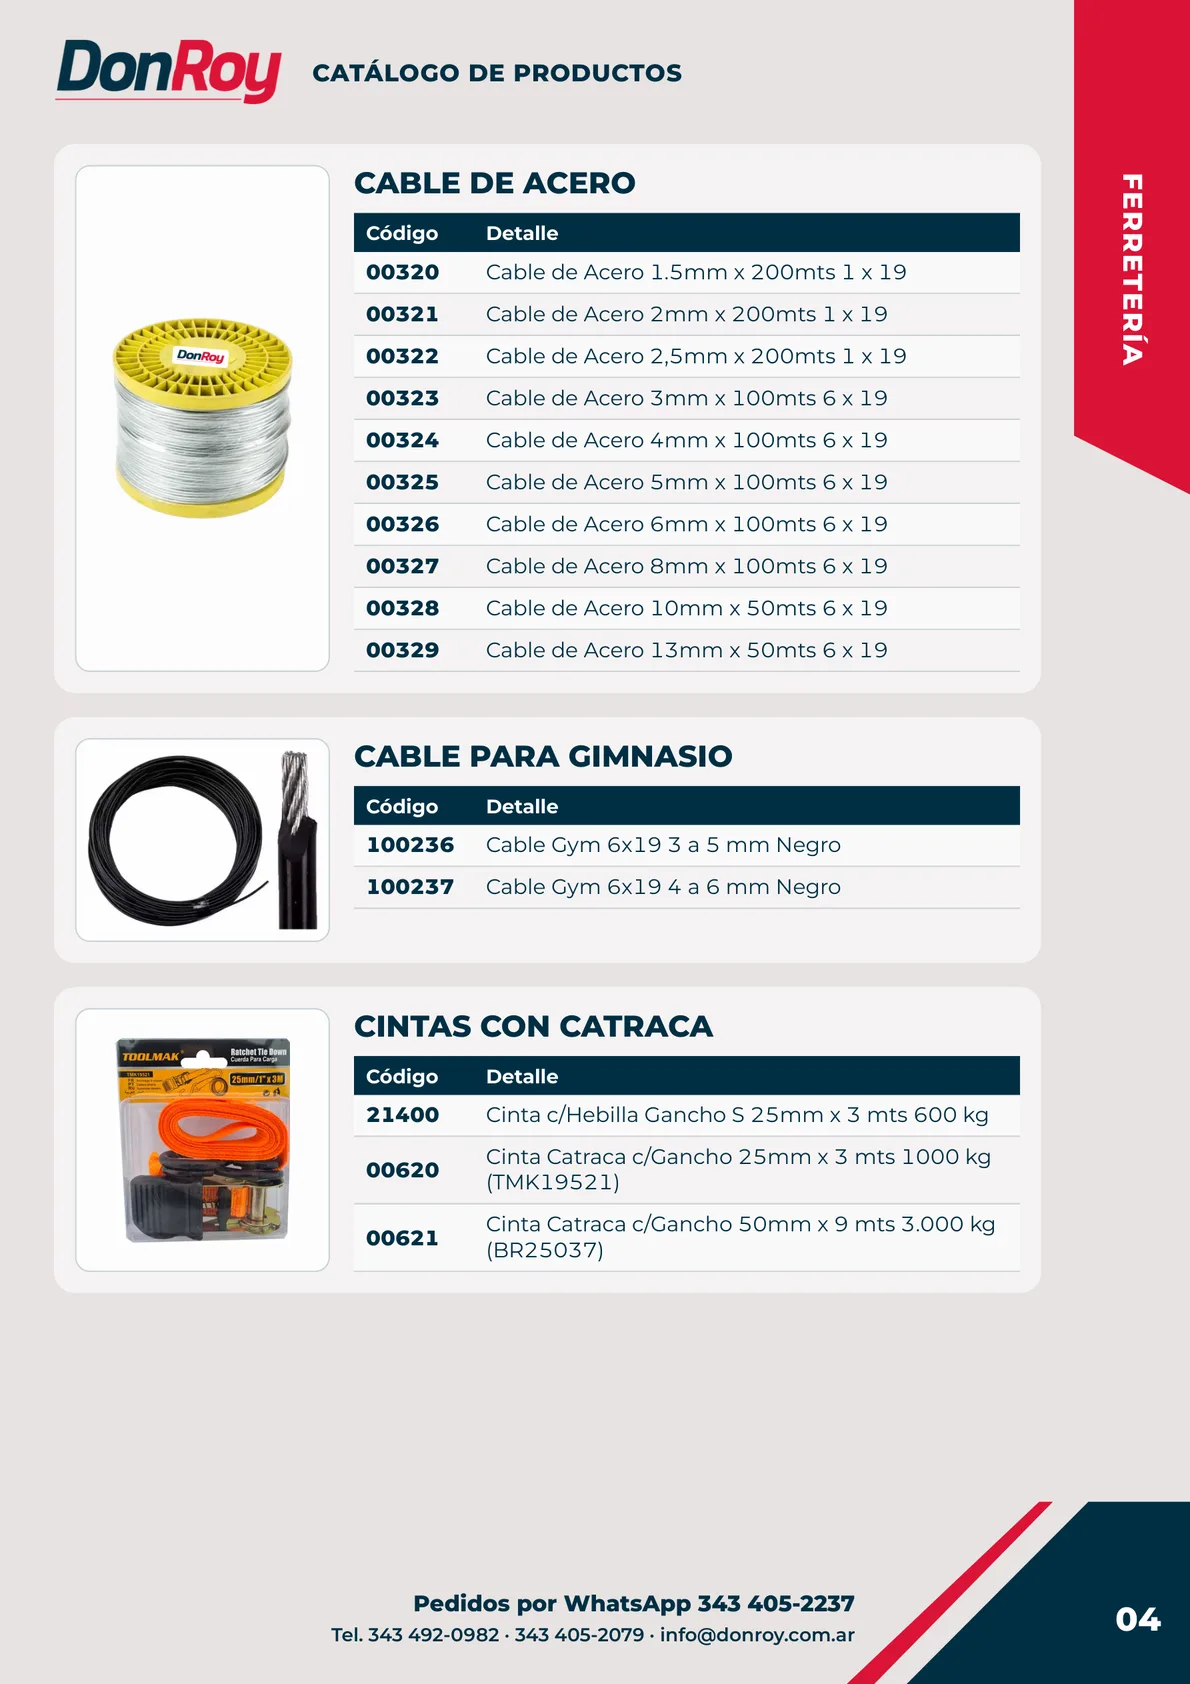 DonRoy
CATÁLOGO DE PRODUCTOS
FERRETERÍA
CABLE DE ACERO
Código Detalle
00320 Cable de Acero 1.5mm x 200mts 1 x 19
00321 Cable de Acero 2mm x 200mts 1 x 19
00322 Cable de Acero 2,5mm x 200mts 1 x 19
00323 Cable de Acero 3mm x 100mts 6 x 19
00324 Cable de Acero 4mm x 100mts 6 x 19
00325 Cable de Acero 5mm x 100mts 6 x 19
00326 Cable de Acero 6mm x 100mts 6 x 19
00327 Cable de Acero 8mm x 100mts 6 x 19
00328 Cable de Acero 10mm x 50mts 6 x 19
00329 Cable de Acero 13mm x 50mts 6 x 19
DonRoy
CABLE PARA GIMNASIO
Código Detalle
100236 Cable Gym 6x19 3 a 5 mm Negro
100237 Cable Gym 6x19 4 a 6 mm Negro
CINTAS CON CATRACA
Código Detalle
21400 Cinta c/Hebilla Gancho S 25mm x 3 mts 600 kg
00620 Cinta Catraca c/Gancho 25mm x 3 mts 1000 kg
(TMK19521)
00621 Cinta Catraca c/Gancho 50mm x 9 mts 3.000 kg
(BR25037)
TOOLMAK
Ratchet Tie Down
Cuerda Para Carga
TMK19521
25mm/1" x 3M
Pedidos por WhatsApp 343 405-2237
Tel. 343 492-0982 · 343 405-2079 · info@donroy.com.ar
04